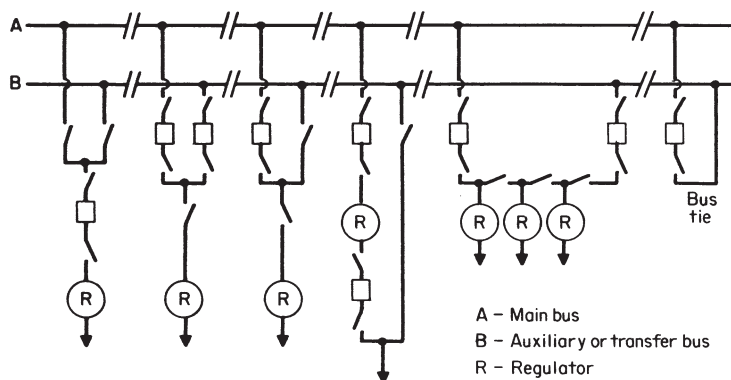 A
B
R
R
R
R
R
R
R
Bus
tie
A – Main bus
B – Auxiliary or transfer bus
R – Regulator